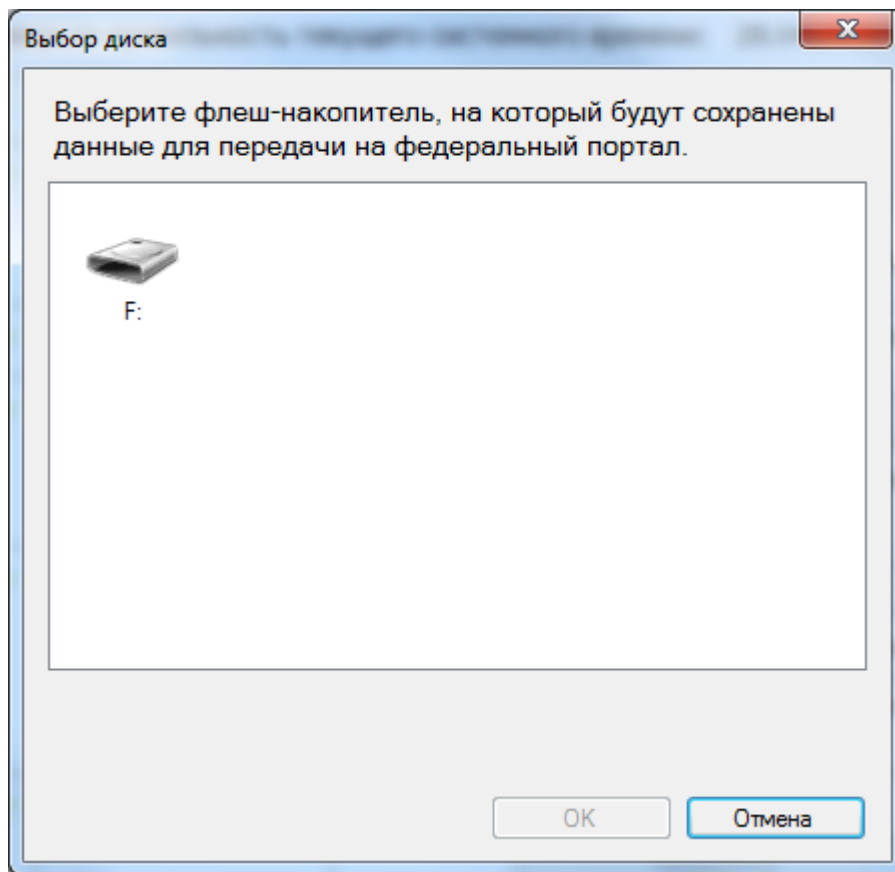 Выбор диска
Выберите флеш-накопитель, на который будут сохранены
данные для передачи на федеральный портал.
F:
OK
Отмена